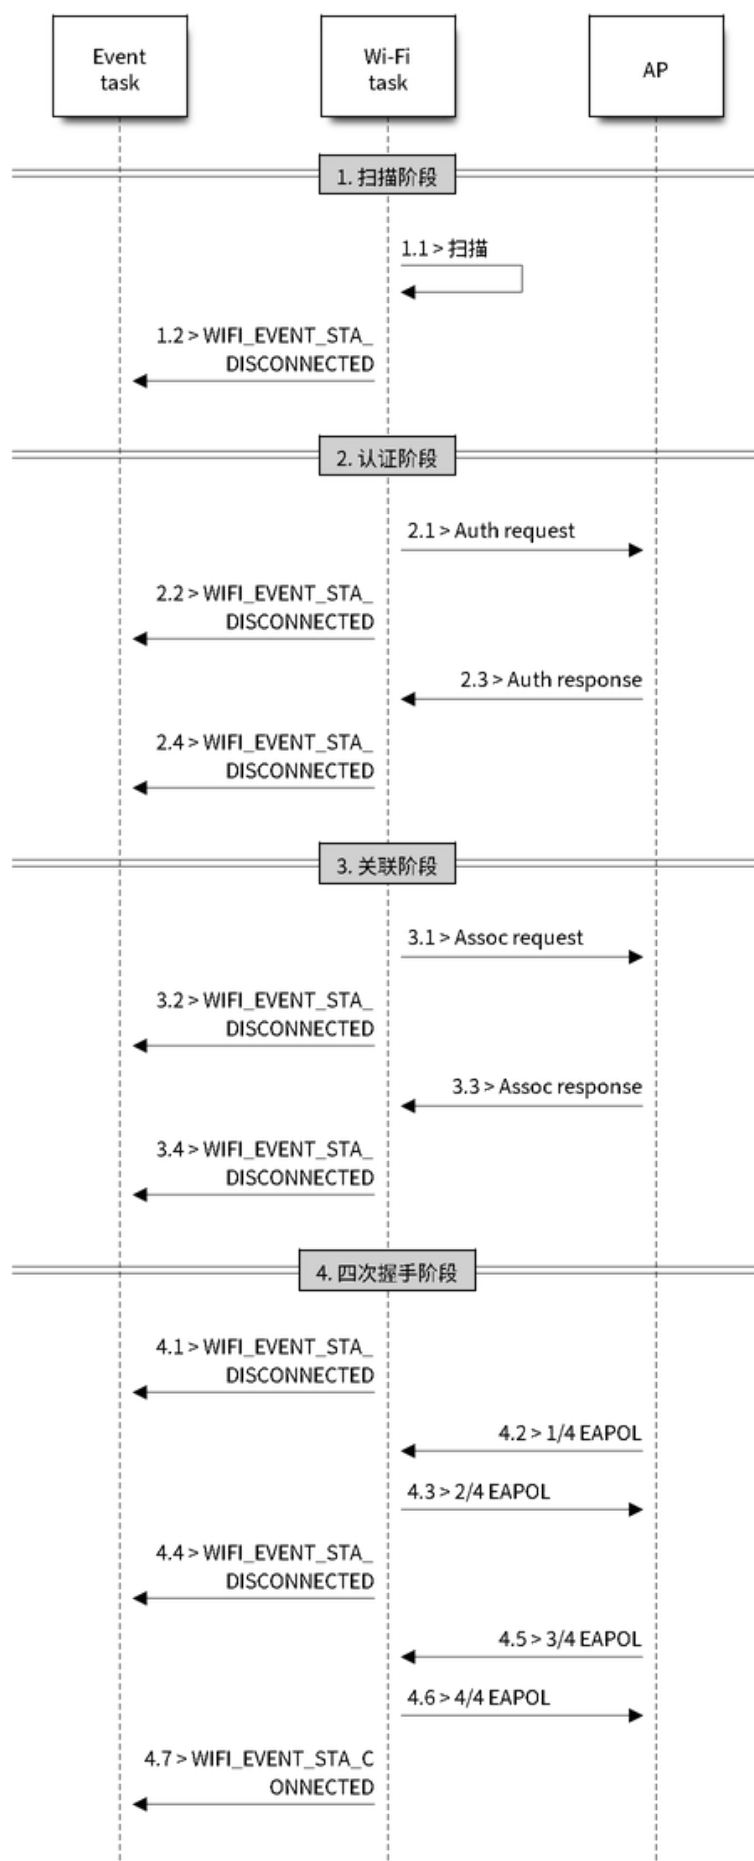 Event
task
Wi-Fi
task
AP
1. 扫描阶段
1.1 > 扫描
1.2 > WIFI_EVENT_STA_
DISCONNECTED
2. 认证阶段
2.1 > Auth request
2.2 > WIFI_EVENT_STA_
DISCONNECTED
2.3 > Auth response
2.4 > WIFI_EVENT_STA_
DISCONNECTED
3. 关联阶段
3.1 > Assoc request
3.2 > WIFI_EVENT_STA_
DISCONNECTED
3.3 > Assoc response
3.4 > WIFI_EVENT_STA_
DISCONNECTED
4. 四次握手阶段
4.1 > WIFI_EVENT_STA_
DISCONNECTED
4.2 > 1/4 EAPOL
4.3 > 2/4 EAPOL
4.4 > WIFI_EVENT_STA_
DISCONNECTED
4.5 > 3/4 EAPOL
4.6 > 4/4 EAPOL
4.7 > WIFI_EVENT_STA_C
ONNECTED